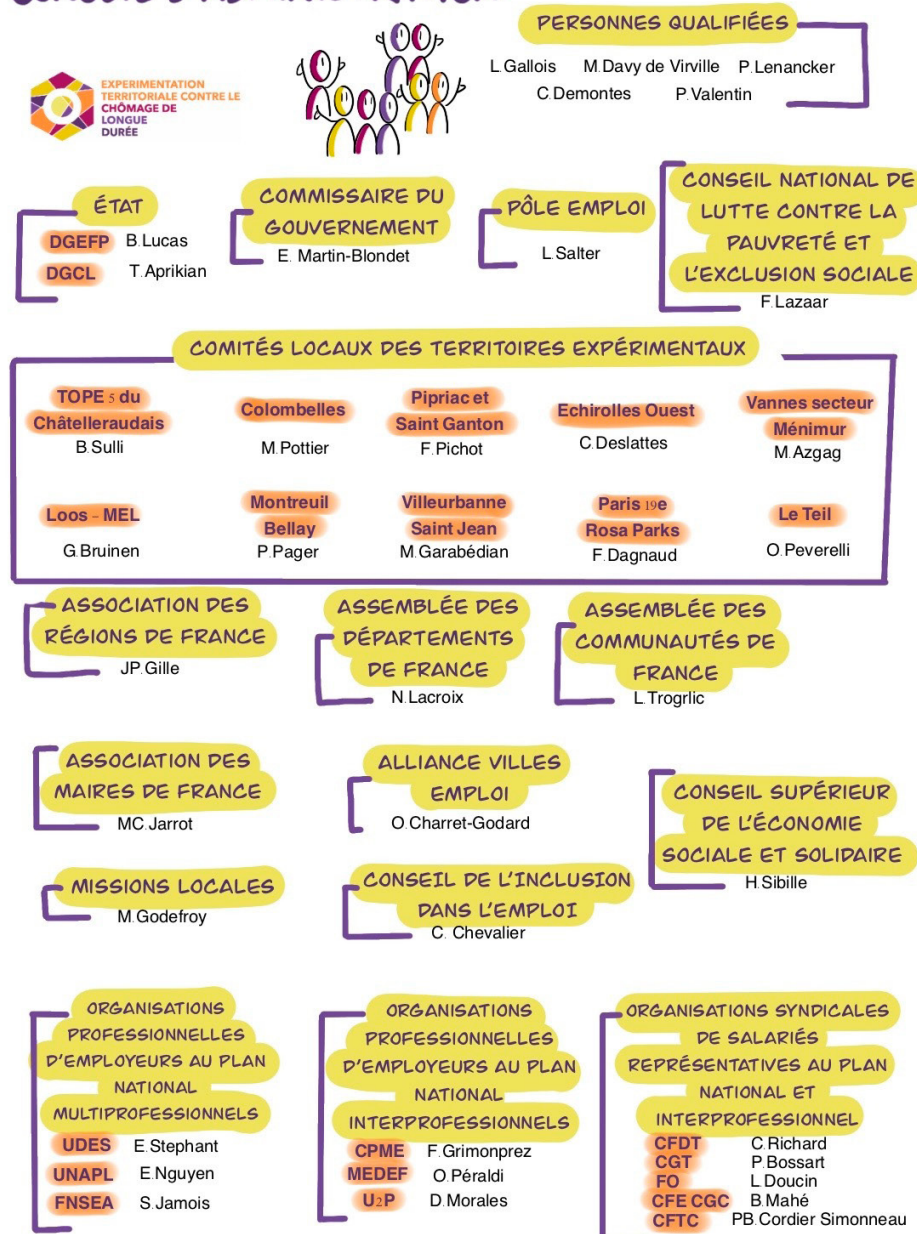 CONSEIL D'ADMINISTRATION
PERSONNES QUALIFIÉES
L.Gallois M.Davy de Virville P.Lenancker
C.Demontes P.Valentin
EXPERIMENTATION
TERRITORIALE CONTRE LE
CHÔMAGE DE
LONGUE
DURÉE
ÉTAT
DGEFP B.Lucas
DGCL T.Aprikian
COMMISSAIRE DU
GOUVERNEMENT
E. Martin-Blondet
PÔLE EMPLOI
L.Salter
CONSEIL NATIONAL DE
LUTTE CONTRE LA
PAUVRETÉ ET
L'EXCLUSION SOCIALE
F.Lazaar
COMITÉS LOCAUX DES TERRITOIRES EXPÉRIMENTAUX
TOPE 5 du
Châtelleraudais
B.Sulli
Colombelles
M.Pottier
Pipriac et
Saint Ganton
F.Pichot
Echirolles Ouest
C.Deslattes
Vannes secteur
Ménimur
M.Azgag
Loos – MEL
G.Bruinen
Montreuil
Bellay
P.Pager
Villeurbanne
Saint Jean
M.Garabédian
Paris 19e
Rosa Parks
F.Dagnaud
Le Teil
O.Peverelli
ASSOCIATION DES
RÉGIONS DE FRANCE
JP.Gille
ASSEMBLÉE DES
DÉPARTEMENTS
DE FRANCE
N.Lacroix
ASSEMBLÉE DES
COMMUNAUTÉS DE
FRANCE
L.Trogrlic
ASSOCIATION DES
MAIRES DE FRANCE
MC.Jarrot
ALLIANCE VILLES
EMPLOI
O.Charret-Godard
CONSEIL SUPÉRIEUR
DE L'ÉCONOMIE
SOCIALE ET SOLIDAIRE
H.Sibille
MISSIONS LOCALES
M.Godefroy
CONSEIL DE L'INCLUSION
DANS L'EMPLOI
C. Chevalier
ORGANISATIONS
PROFESSIONNELLES
D'EMPLOYEURS AU PLAN
NATIONAL
MULTIPROFESSIONNELS
UDES E.Stephant
UNAPL E.Nguyen
FNSEA S.Jamois
ORGANISATIONS
PROFESSIONNELLES
D'EMPLOYEURS AU PLAN
NATIONAL
INTERPROFESSIONNELS
CPME F.Grimonprez
MEDEF O.Péraldi
U2P D.Morales
ORGANISATIONS SYNDICALES
DE SALARIÉS
REPRÉSENTATIVES AU PLAN
NATIONAL ET
INTERPROFESSIONNEL
CFDT C.Richard
CGT P.Bossart
FO L.Doucin
CFE CGC B.Mahé
CFTC PB.Cordier Simonneau